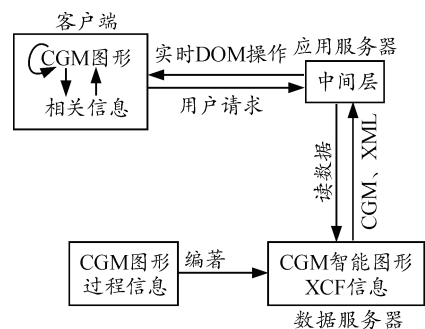 客户端
CGM图形
相关信息
实时DOM操作
用户请求
应用服务器
中间层
读数据
CGM、XML
CGM图形
过程信息
编著
CGM智能图形
XCF信息
数据服务器